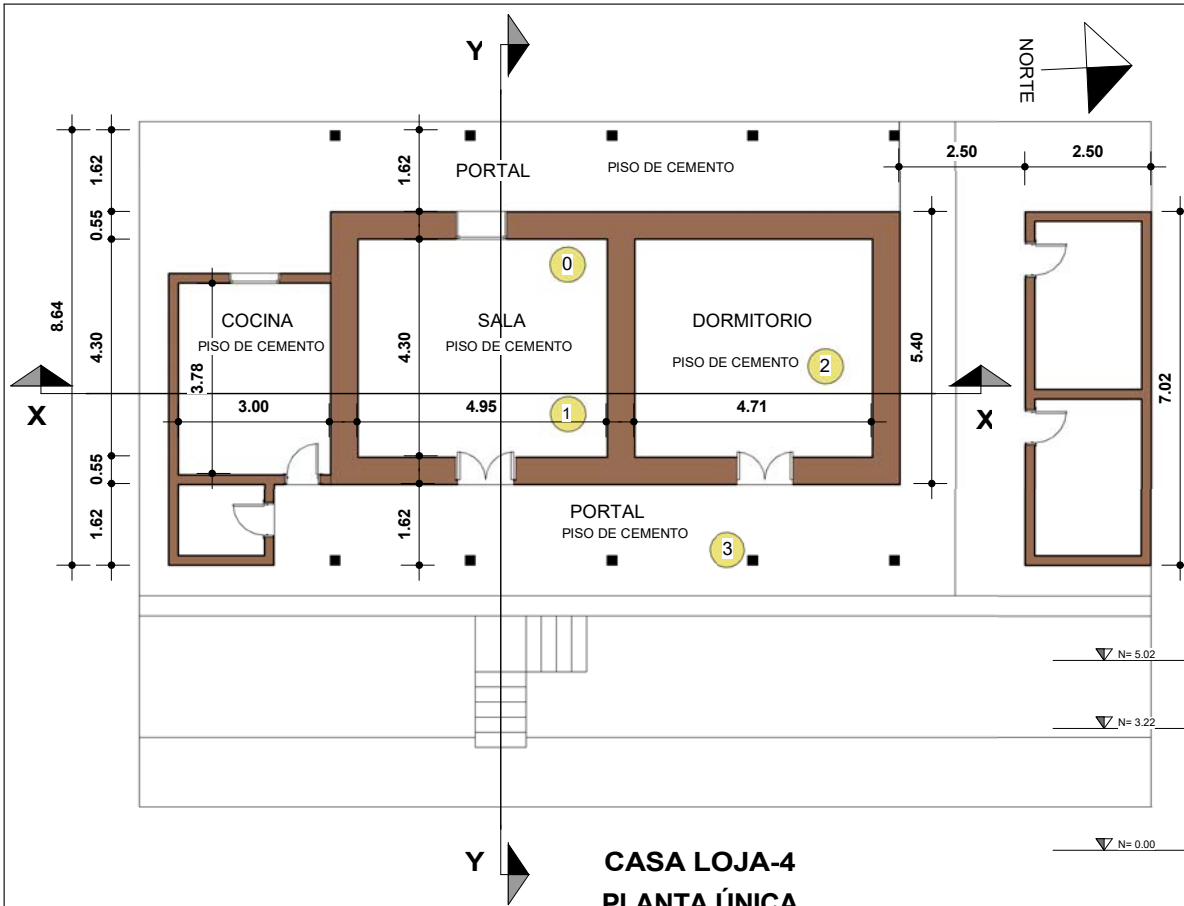 Y
NORTE
2.50
2.50
1.62
1.62
PORTAL
PISO DE CEMENTO
0.55
0
8.64
4.30
4.30
COCINA
PISO DE CEMENTO
SALA
PISO DE CEMENTO
DORMITORIO
PISO DE CEMENTO
2
5.40
3.78
7.02
X
3.00
4.95
1
4.71
X
0.55
1.62
1.62
PORTAL
PISO DE CEMENTO
3
N= 5.02
N= 3.22
N= 0.00
Y
CASA LOJA-4
PLANTA ÚNICA